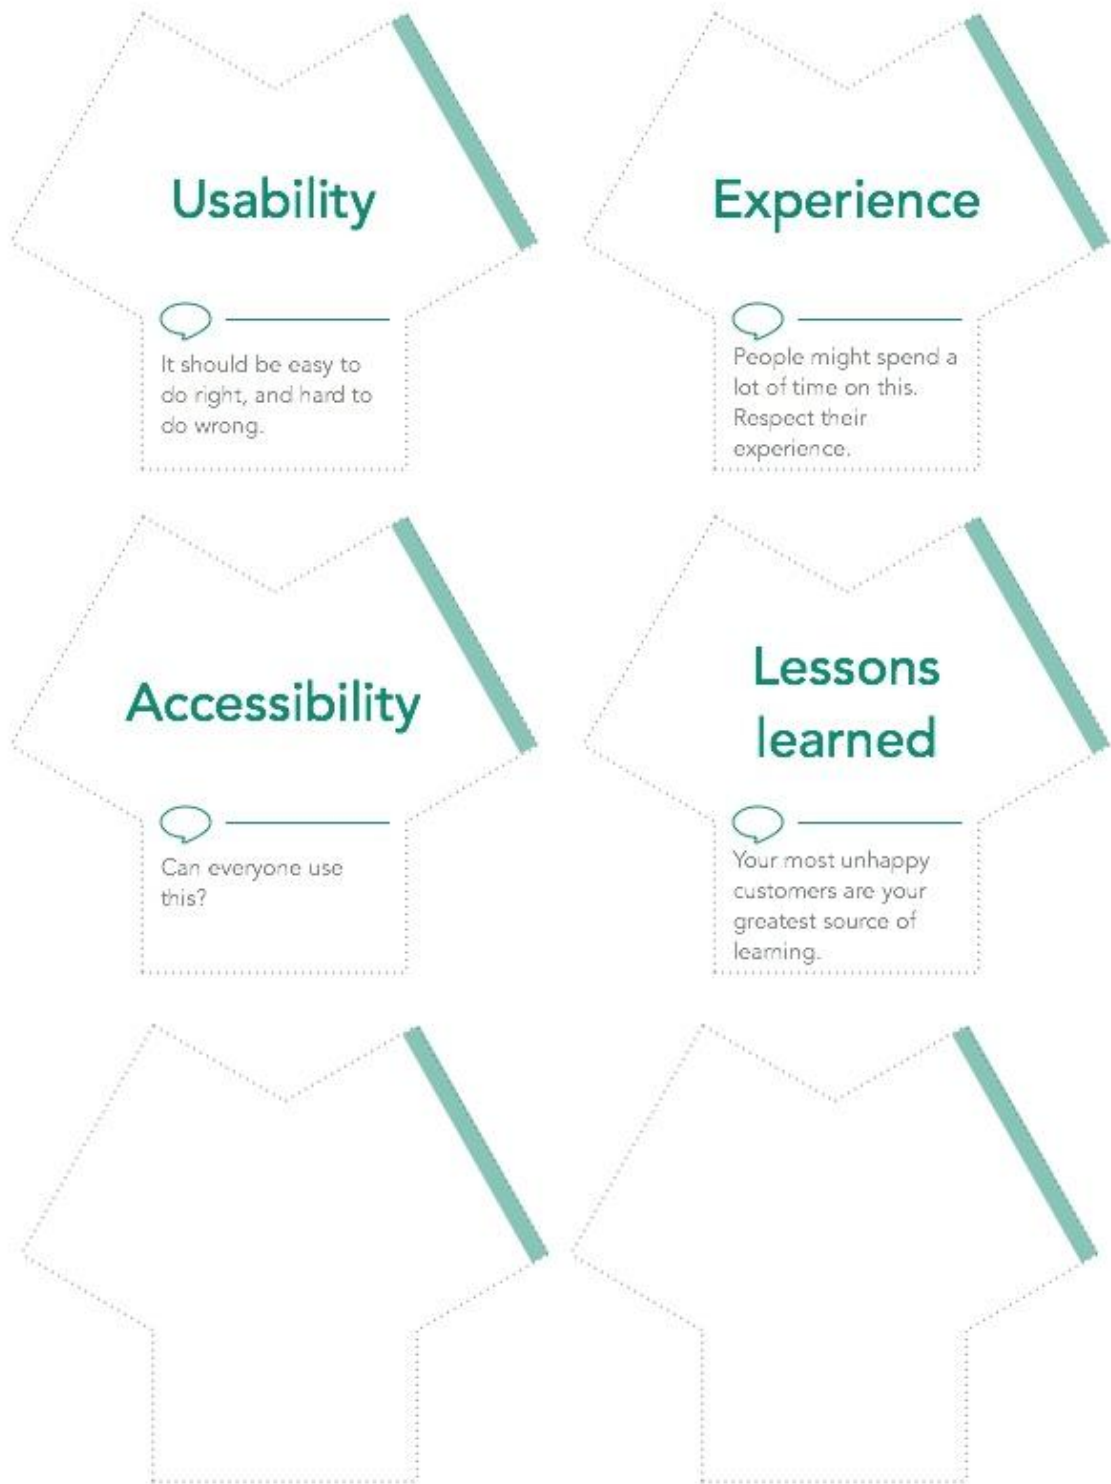 Usability
It should be easy to
do right, and hard to
do wrong.
Experience
People might spend a
lot of time on this.
Respect their
experience.
Accessibility
Can everyone use
this?
Lessons
learned
Your most unhappy
customers are your
greatest source of
learning.